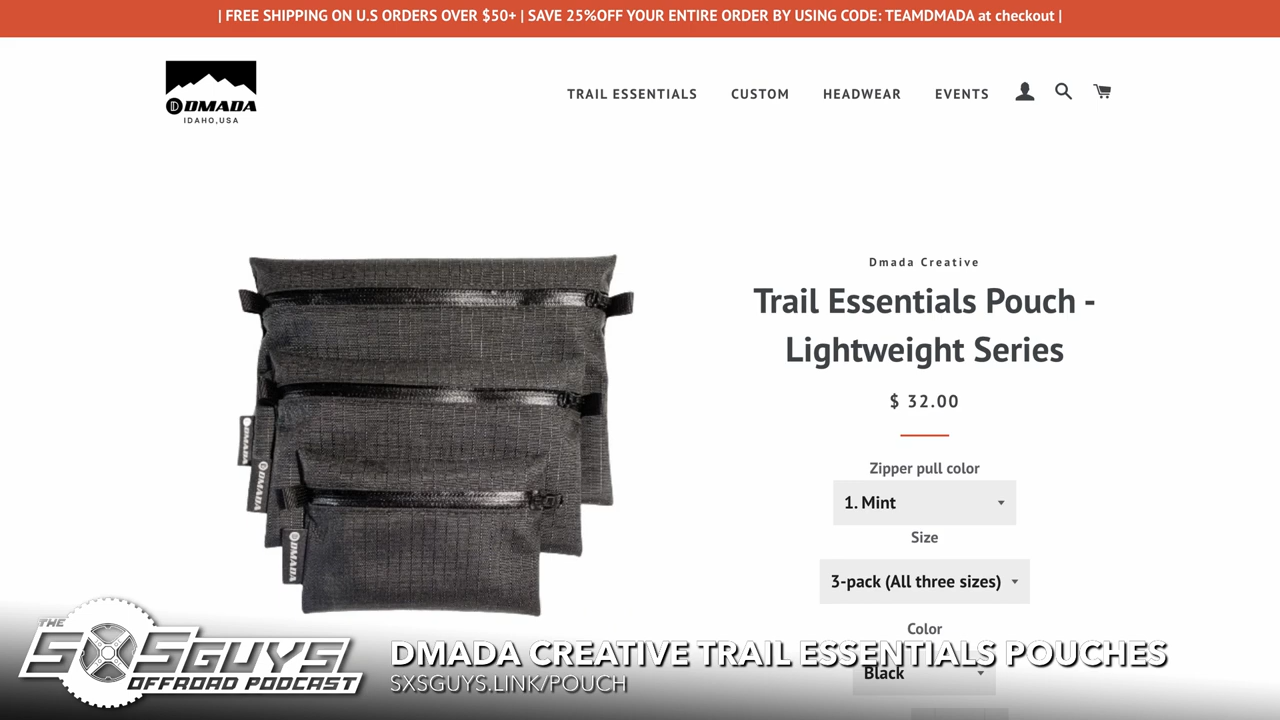 | FREE SHIPPING ON U.S ORDERS OVER $50+ | SAVE 25%OFF YOUR ENTIRE ORDER BY USING CODE: TEAMDMADA at checkout |
DMADA
IDAHO,USA
TRAIL ESSENTIALS
CUSTOM
HEADWEAR
EVENTS
Dmada Creative
Trail Essentials Pouch -
Lightweight Series
$ 32.00
Zipper pull color
1. Mint
Size
3-pack (All three sizes)
Color
Black
DMADA
DMADA
DMADA
THE
SXSGUYS
OFFROAD PODCAST
DMADA CREATIVE TRAIL ESSENTIALS POUCHES
SXSGUYS.LINK/POUCH